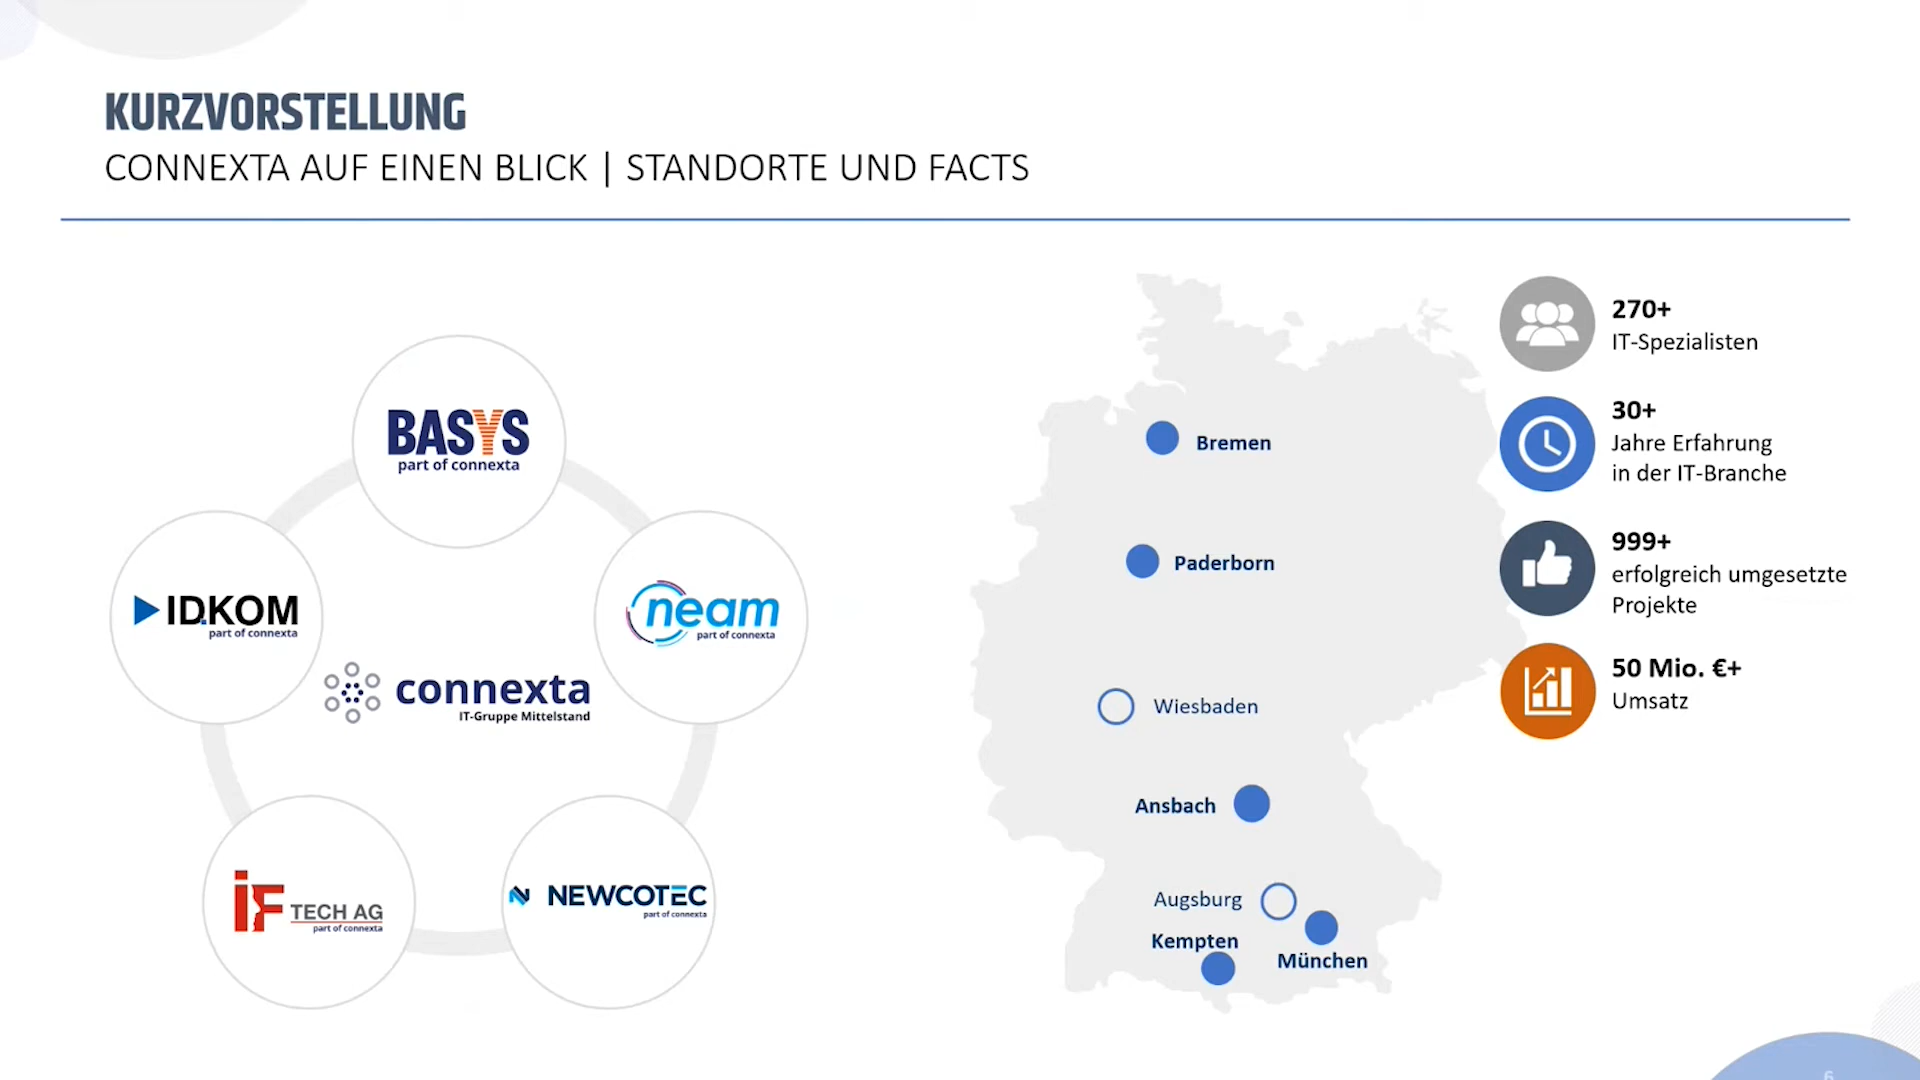 KURZVORSTELLUNG
CONNEXTA AUF EINEN BLICK | STANDORTE UND FACTS
BASYS
part of connexta
IDKOM
part of connexta
neam
part of connexta
connexta
IT-Gruppe Mittelstand
iF TECH AG
part of connexta
NEWCOTEC
part of connexta
Bremen
Paderborn
Wiesbaden
Ansbach
Augsburg
Kempten
München
270+
IT-Spezialisten
30+
Jahre Erfahrung
in der IT-Branche
999+
erfolgreich umgesetzte
Projekte
50 Mio. €+
Umsatz
6